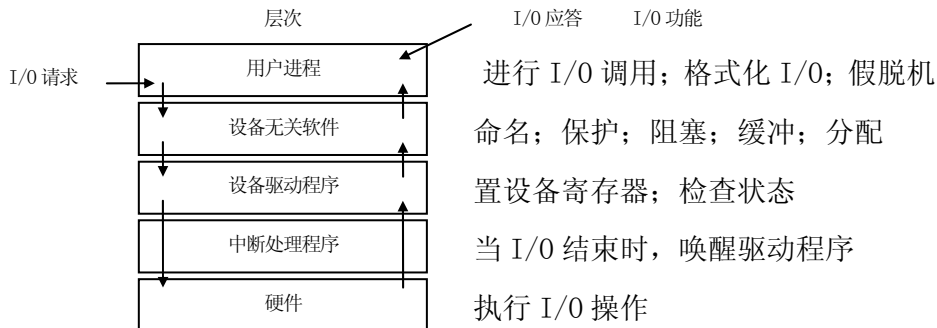 层次 I/O 应答 I/O 功能
用户进程 进行 I/O 调用；格式化 I/O；假脱机
I/O 请求
设备无关软件 命名；保护；阻塞；缓冲；分配
设备驱动程序 置设备寄存器；检查状态
中断处理程序 当 I/O 结束时，唤醒驱动程序
硬件 执行 I/O 操作